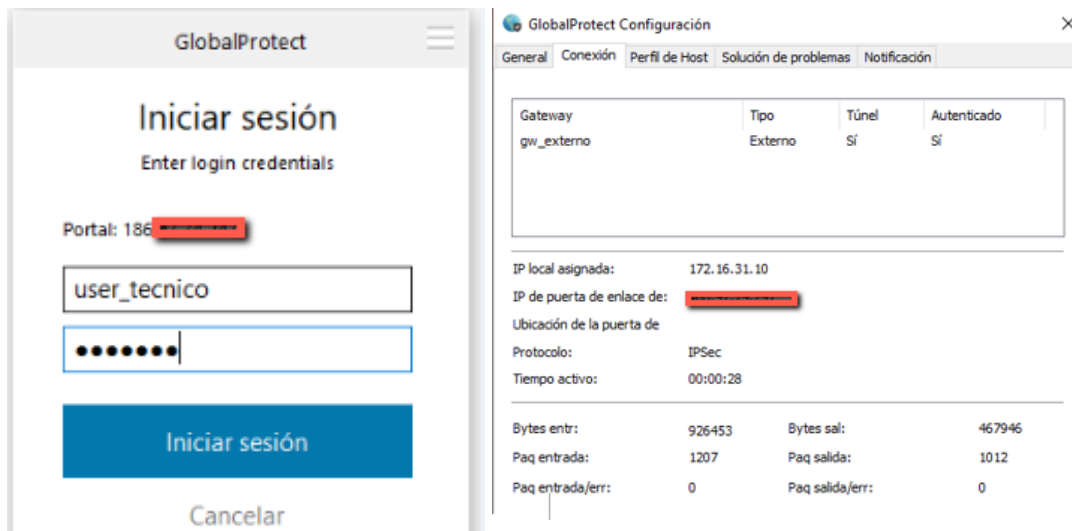 GlobalProtect
Iniciar sesión
Enter login credentials
Portal: 186
user_tecnico
Iniciar sesión
Cancelar
GlobalProtect Configuración
General Conexión Perfil de Host Solución de problemas Notificación
Gateway Tipo Túnel Autenticado
gw_externo Externo Sí Sí
IP local asignada: 172.16.31.10
IP de puerta de enlace de:
Ubicación de la puerta de
Protocolo: IPSec
Tiempo activo: 00:00:28
Bytes entr: 926453 Bytes sal: 467946
Paq entrada: 1207 Paq salida: 1012
Paq entrada/err: 0 Paq salida/err: 0